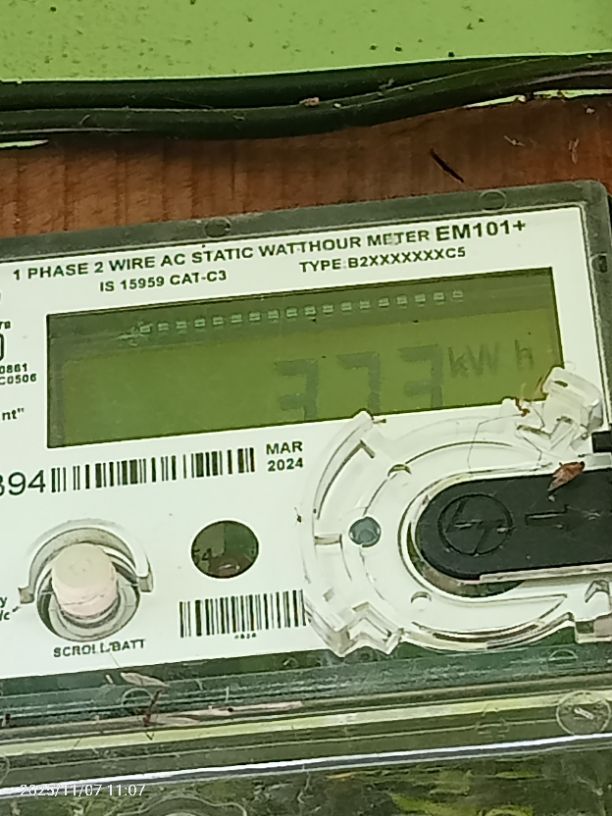 1 PHASE 2 WIRE AC STATIC WATTHOUR METER EM101+
IS 15959 CAT-C3
TYPE:B2XXXXXXXC5
0861
C0506
nt"
kWh
394
MAR
2024
SCROLL/BATT
2025/11/07 11:07